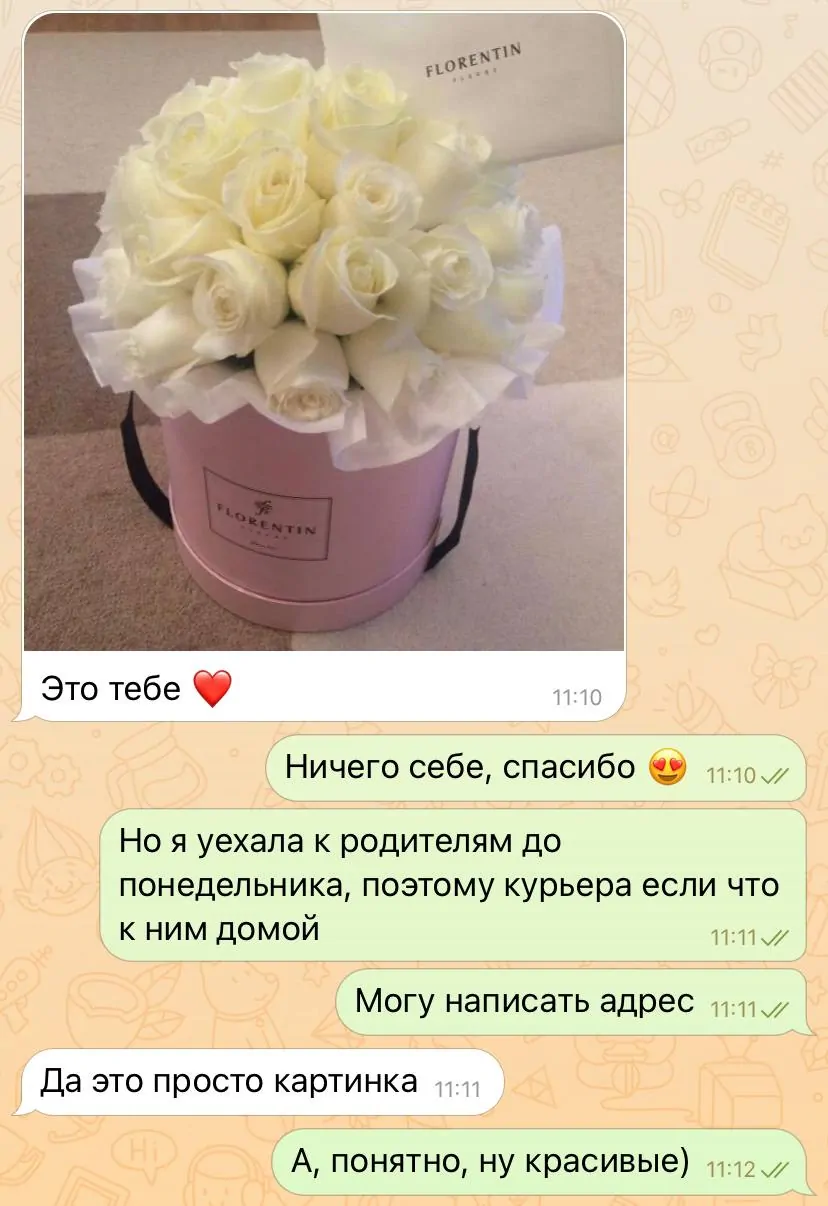 FLORENTIN
FLEURS
FLORENTIN
Это тебе ❤️
11:10
Ничего себе, спасибо 😍
11:10
Но я уехала к родителям до
понедельника, поэтому курьера если что
к ним домой
11:11
Могу написать адрес
11:11
Да это просто картинка
11:11
А, понятно, ну красивые)
11:12
Hi